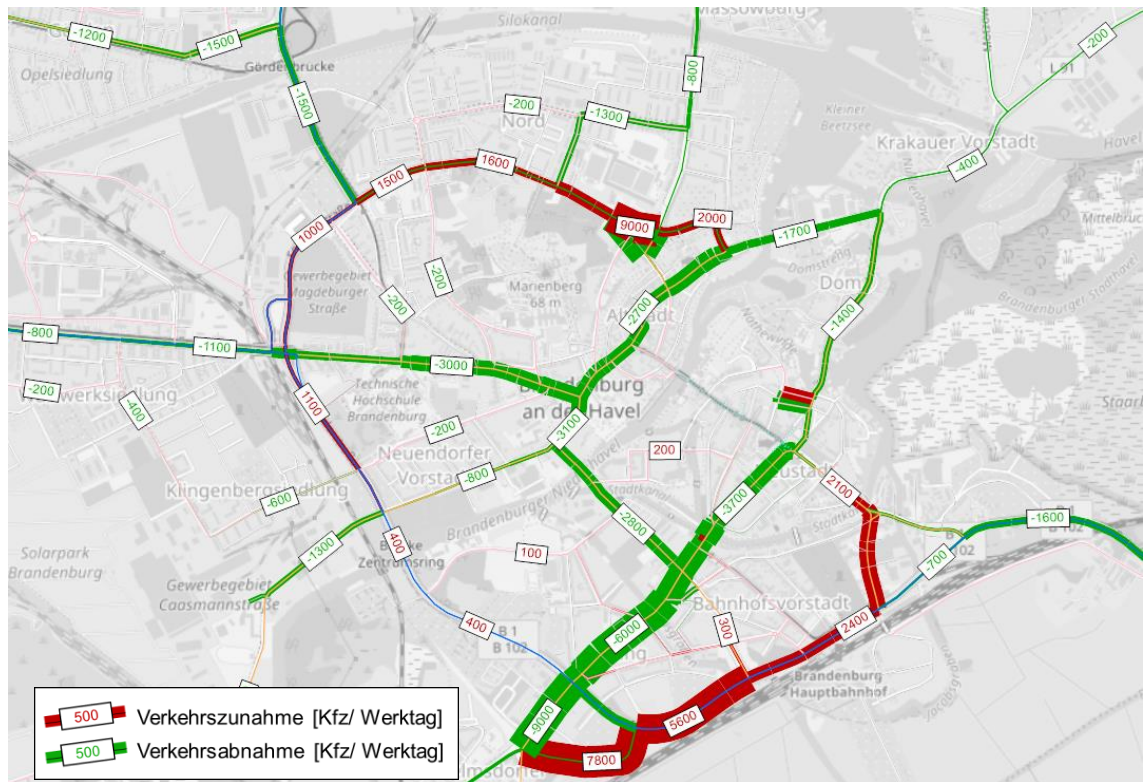 Silokanal
Massowburg
-1200
-1500
-200
Opelsiedlung
Gördenbrücke
L 91
-800
-1500
-200
-1300
Nord
Kleiner
Beetzsee
Krakauer Vorstadt
-400
1600
1500
2000
9000
1000
-1700
Domstreng
Dom
Gewerbegebiet
Magdeburger
Straße
-200
Marienberg
68 m
-2700
-1400
-200
-800
-1100
-3000
Technische
Hochschule
Brandenburg
Brandenburg
an der Havel
-200
-400
1100
-200
-3100
200
Neuendorfer
Vorstadt
-800
Klingenbergsiedlung
-600
Stadtkanal
-3700
2100
-2800
-1600
B 1
B 102
Solarpark
Brandenburg
-1300
400
100
-700
Zentrumsring
Gewerbegebiet
Caasmannstraße
Bahnhofsvorstadt
400
B 1
B 102
-6000
300
2400
Brandenburg
Hauptbahnhof
-9000
5600
7800
500 Verkehrszunahme [Kfz/ Werktag]
500 Verkehrsabnahme [Kfz/ Werktag]